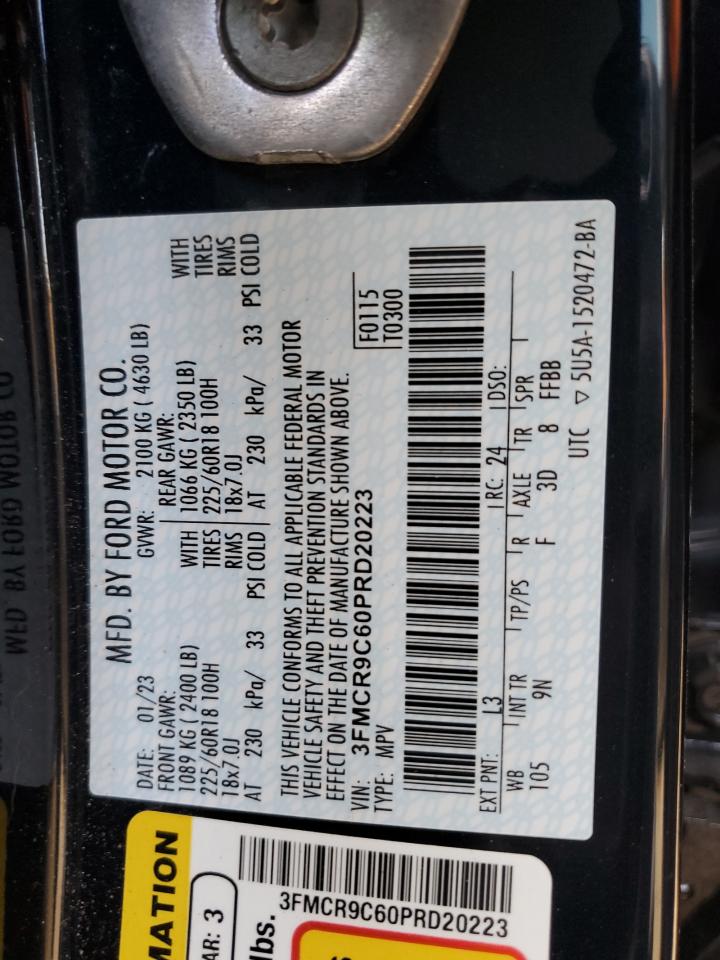 MFD. BY FORD MOTOR CO.
DATE: 01/23 GVWR: 2100 KG ( 4630 LB)
FRONT GAWR: REAR GAWR:
1089 KG ( 2400 LB) WITH 1066 KG ( 2350 LB) WITH
225/60R18 100H TIRES 225/60R18 100H TIRES
18x7.0J RIMS 18x7.0J RIMS
AT 230 kPa/ 33 PSI COLD AT 230 kPa/ 33 PSI COLD
THIS VEHICLE CONFORMS TO ALL APPLICABLE FEDERAL MOTOR
VEHICLE SAFETY AND THEFT PREVENTION STANDARDS IN
EFFECT ON THE DATE OF MANUFACTURE SHOWN ABOVE.
VIN: 3FMCR9C60PRD20223 F0115
TYPE: MPV T0300
EXT PNT: L3 RC: 24 DSO:
WB INT TR TP/PS R AXLE TR SPR
105 9N F 3D 8 FFBB
UTC ▽ 5U5A-1520472-BA
MATION
AR: 3
lbs.
3FMCR9C60PRD20223